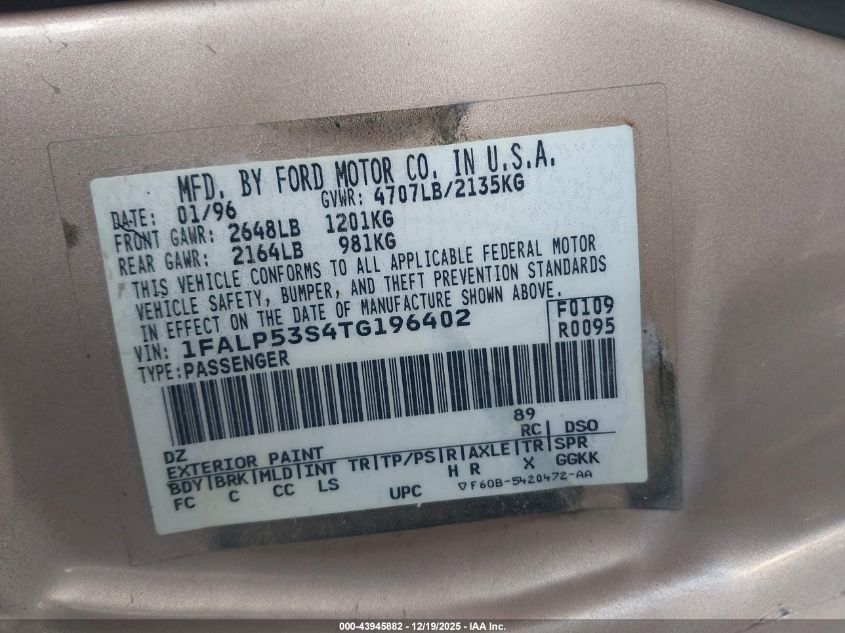 MFD. BY FORD MOTOR CO. IN U.S.A.
DATE: 01/96 GVWR: 4707LB/2135KG
FRONT GAWR: 2648LB 1201KG
REAR GAWR: 2164LB 981KG
THIS VEHICLE CONFORMS TO ALL APPLICABLE FEDERAL MOTOR
VEHICLE SAFETY, BUMPER, AND THEFT PREVENTION STANDARDS
IN EFFECT ON THE DATE OF MANUFACTURE SHOWN ABOVE.
VIN: 1FALP53S4TG196402 F0109
TYPE: PASSENGER R0095
89
DZ RC DSO
EXTERIOR PAINT
BDY BRK MLD INT TR TP/PS R AXLE TR SPR
FC C CC LS H R X GGKK
UPC ▽F60B-5420472-AA
000-43945882 - 12/19/2025 - IAA Inc.